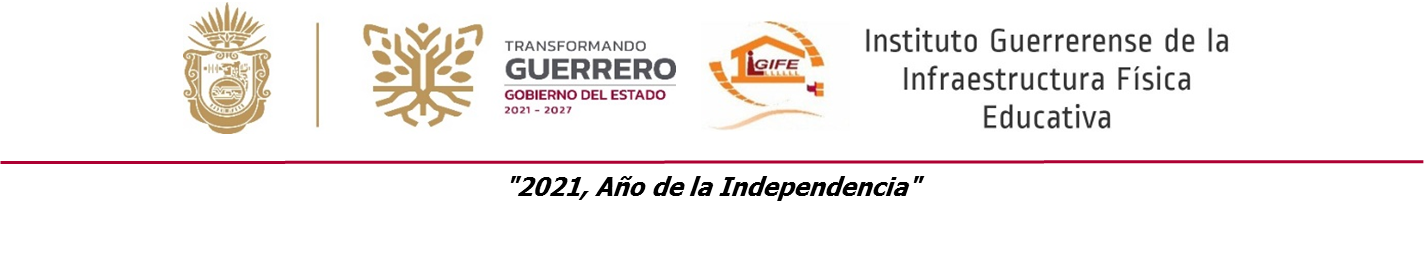 TRANSFORMANDO
GUERRERO
GOBIERNO DEL ESTADO
2021 - 2027
IGIFE
Instituto Guerrerense de la
Infraestructura Física
Educativa
"2021, Año de la Independencia"